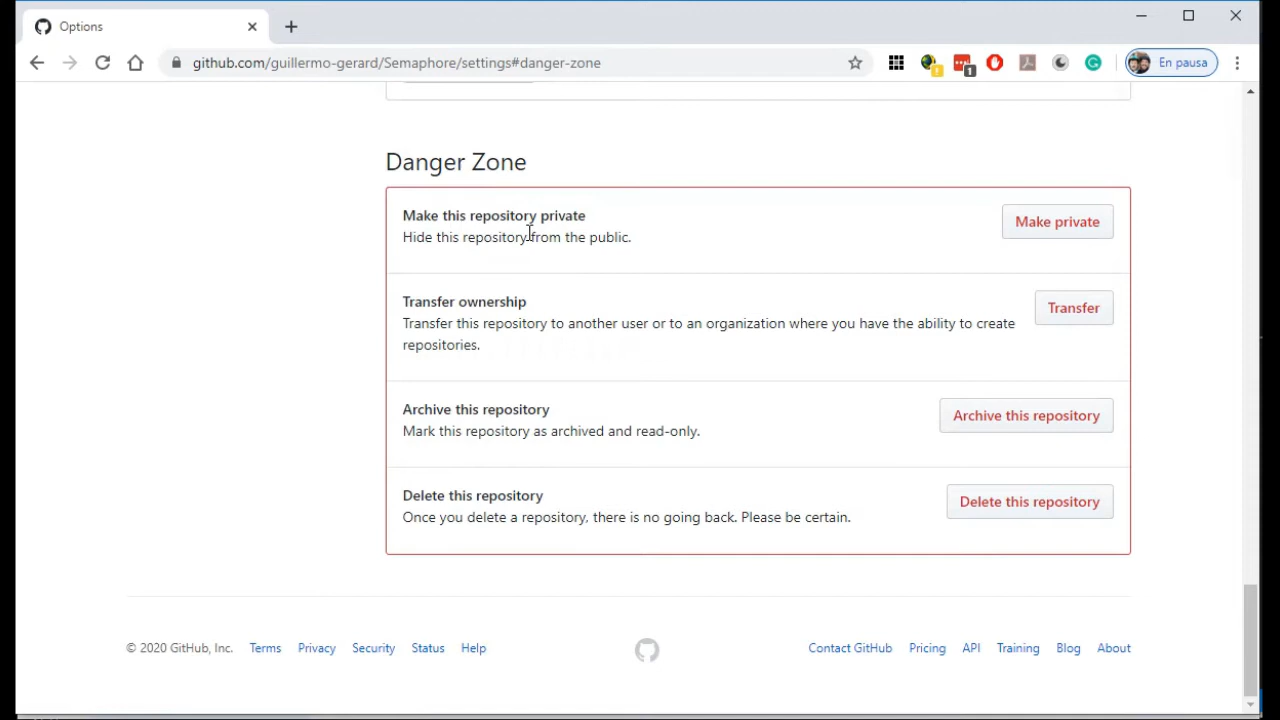 Options
github.com/guillermo-gerard/Semaphore/settings#danger-zone
1
En pausa
Danger Zone
Make this repository private
Hide this repository from the public.
Make private
Transfer ownership
Transfer this repository to another user or to an organization where you have the ability to create
repositories.
Transfer
Archive this repository
Mark this repository as archived and read-only.
Archive this repository
Delete this repository
Once you delete a repository, there is no going back. Please be certain.
Delete this repository
© 2020 GitHub, Inc. Terms Privacy Security Status Help
Contact GitHub Pricing API Training Blog About